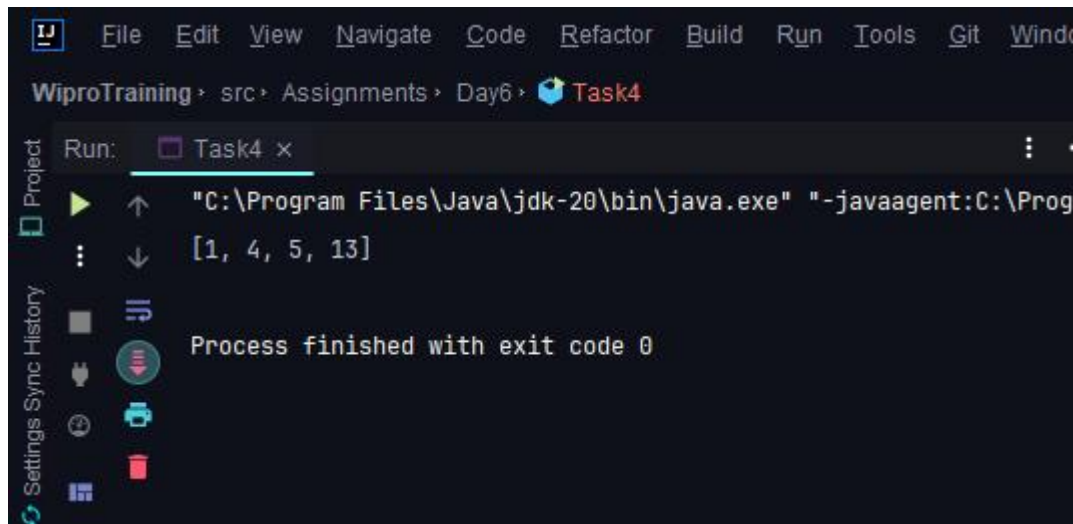 IJ File Edit View Navigate Code Refactor Build Run Tools Git Windo
WiproTraining › src › Assignments › Day6 › Task4
Project
Run: Task4 ×
"C:\Program Files\Java\jdk-20\bin\java.exe" "-javaagent:C:\Prog
[1, 4, 5, 13]
Process finished with exit code 0
Settings Sync History